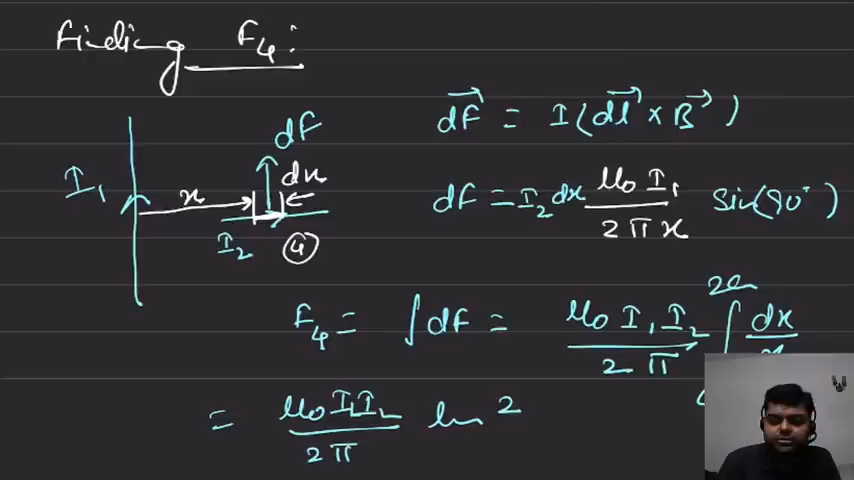 Finding F₄:
dF
I₁ x dx
I₂ ④
dF⃗ = I(dl⃗ × B⃗)
dF = I₂ dx μ₀ I₁ / 2πx sin(90°)
F₄ = ∫ dF = μ₀ I₁ I₂ / 2π ∫ dx
= μ₀ I₁ I₂ / 2π ln 2